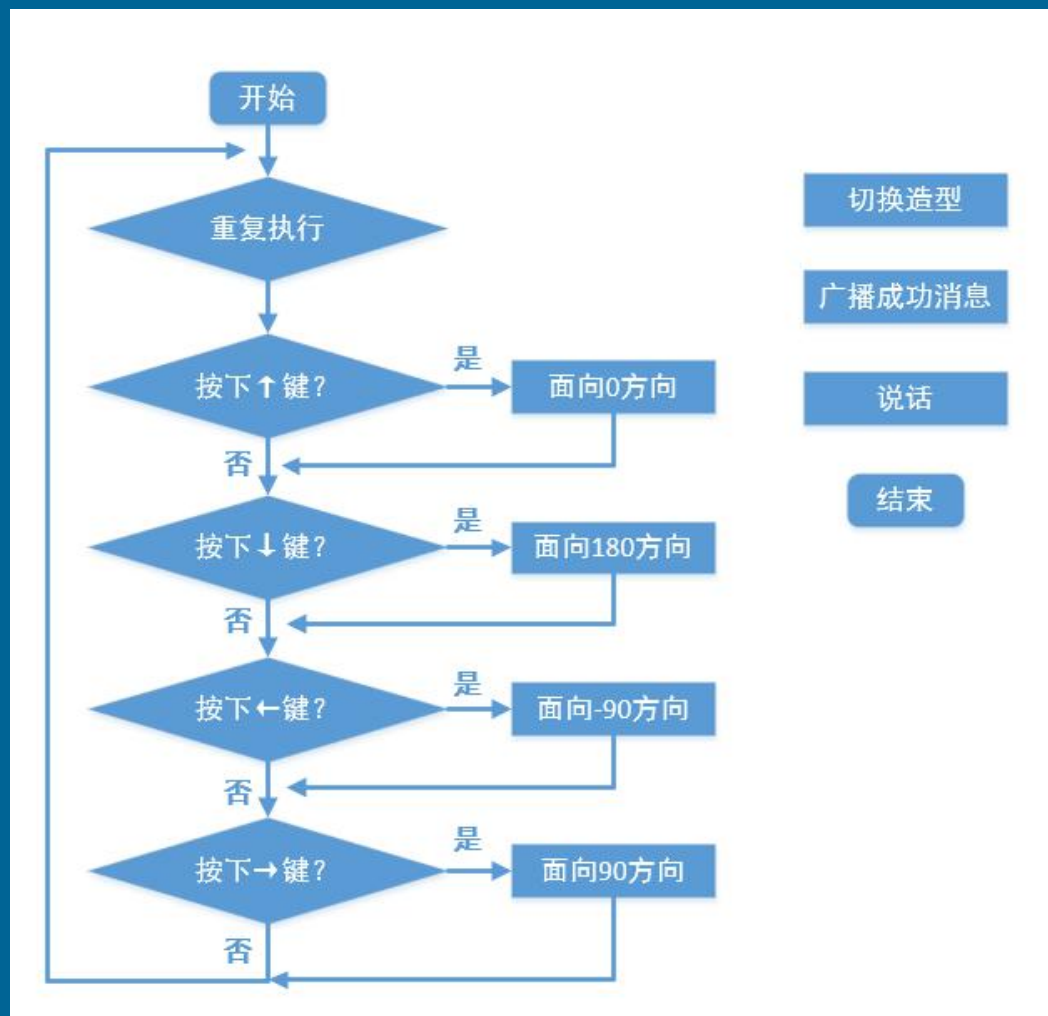 开始
重复执行
按下↑键?
是
面向0方向
否
按下↓键?
是
面向180方向
否
按下←键?
是
面向-90方向
否
按下→键?
是
面向90方向
否
切换造型
广播成功消息
说话
结束